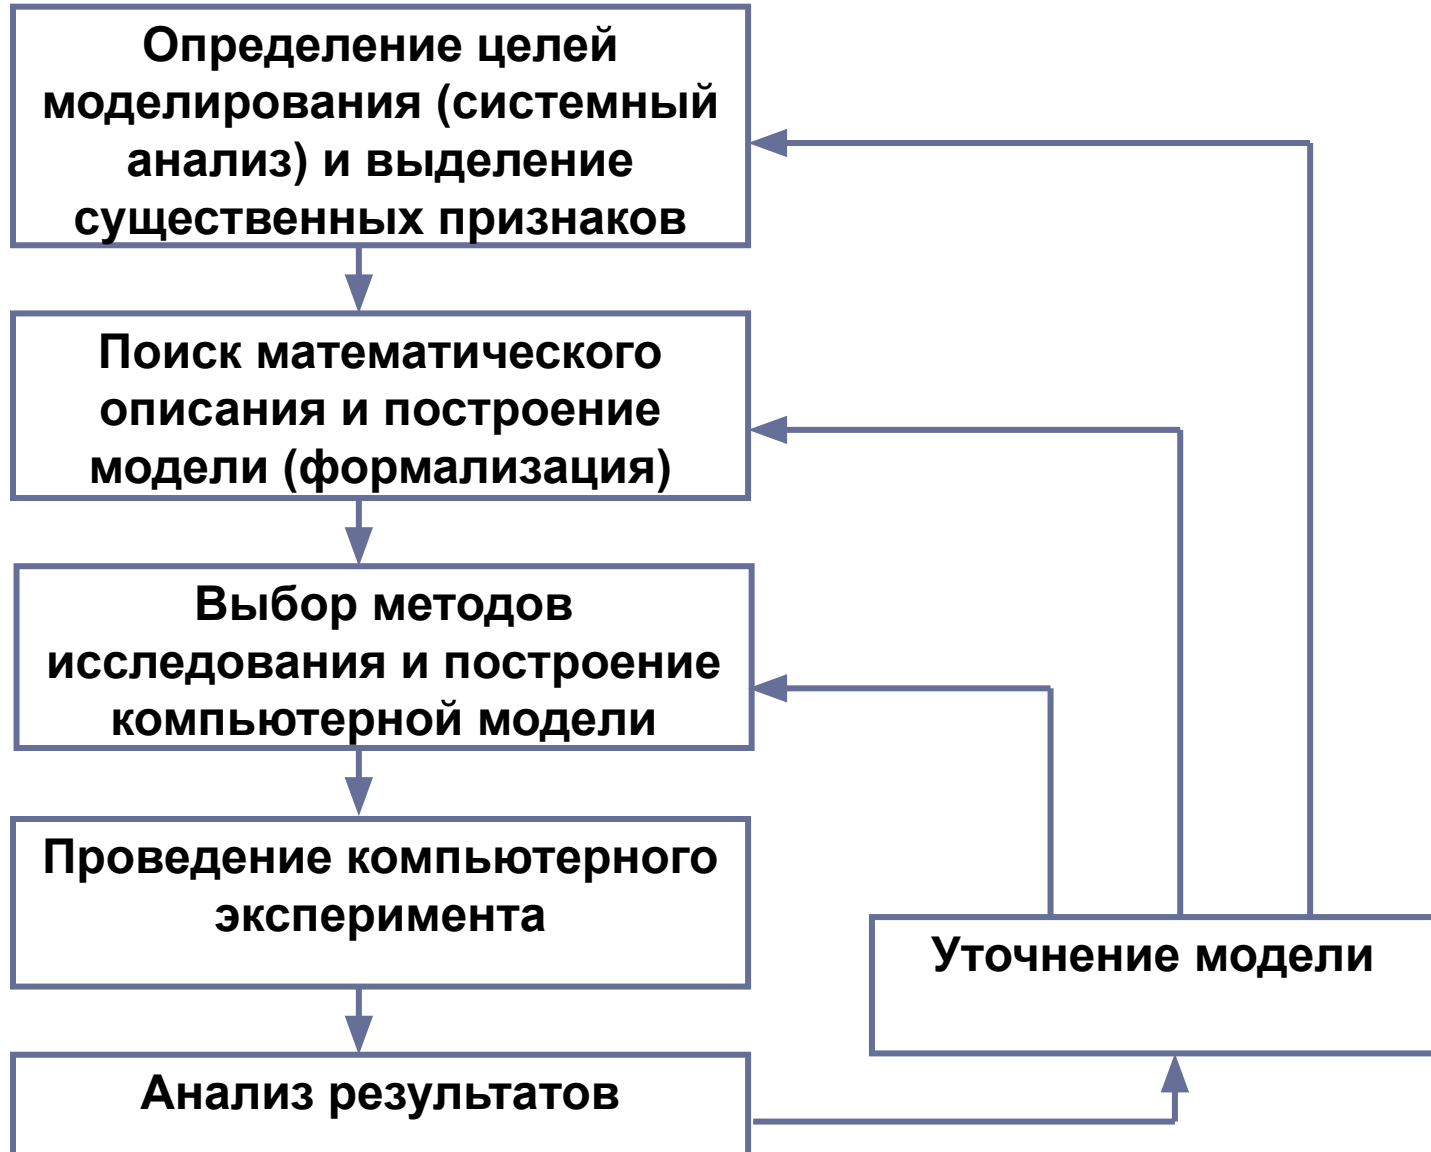 Определение целей
моделирования (системный
анализ) и выделение
существенных признаков
Поиск математического
описания и построение
модели (формализация)
Выбор методов
исследования и построение
компьютерной модели
Проведение компьютерного
эксперимента
Уточнение модели
Анализ результатов